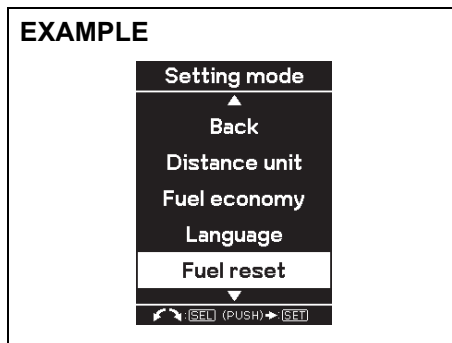 EXAMPLE
Setting mode
Back
Distance unit
Fuel economy
Language
Fuel reset
:SEL (PUSH) :SET